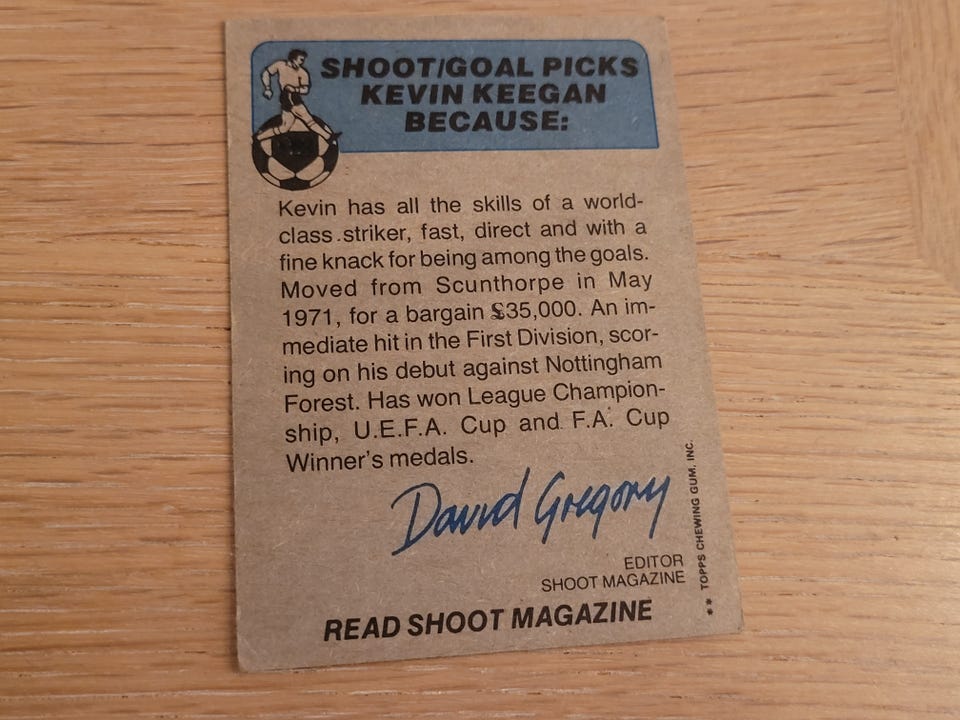 SHOOT/GOAL PICKS
KEVIN KEEGAN
BECAUSE:
Kevin has all the skills of a world-
class striker, fast, direct and with a
fine knack for being among the goals.
Moved from Scunthorpe in May
1971, for a bargain £35,000. An im-
mediate hit in the First Division, scor-
ing on his debut against Nottingham
Forest. Has won League Champion-
ship, U.E.F.A. Cup and F.A. Cup
Winner's medals.
David Gregory
EDITOR
SHOOT MAGAZINE
READ SHOOT MAGAZINE
** TOPPS CHEWING GUM, INC.